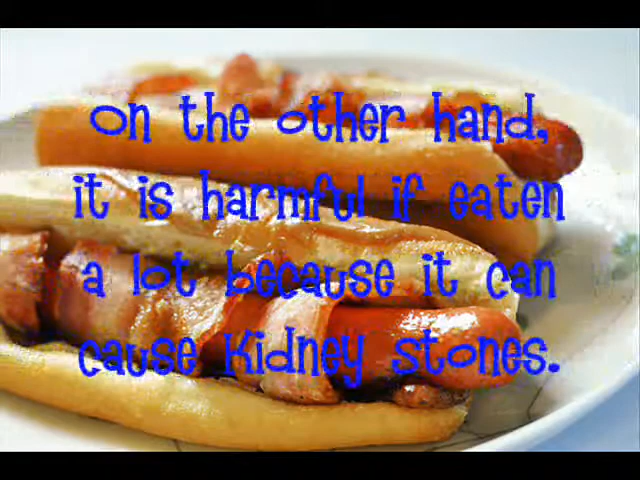 On the other hand,
it is harmful if eaten
a lot because it can
cause Kidney stones.